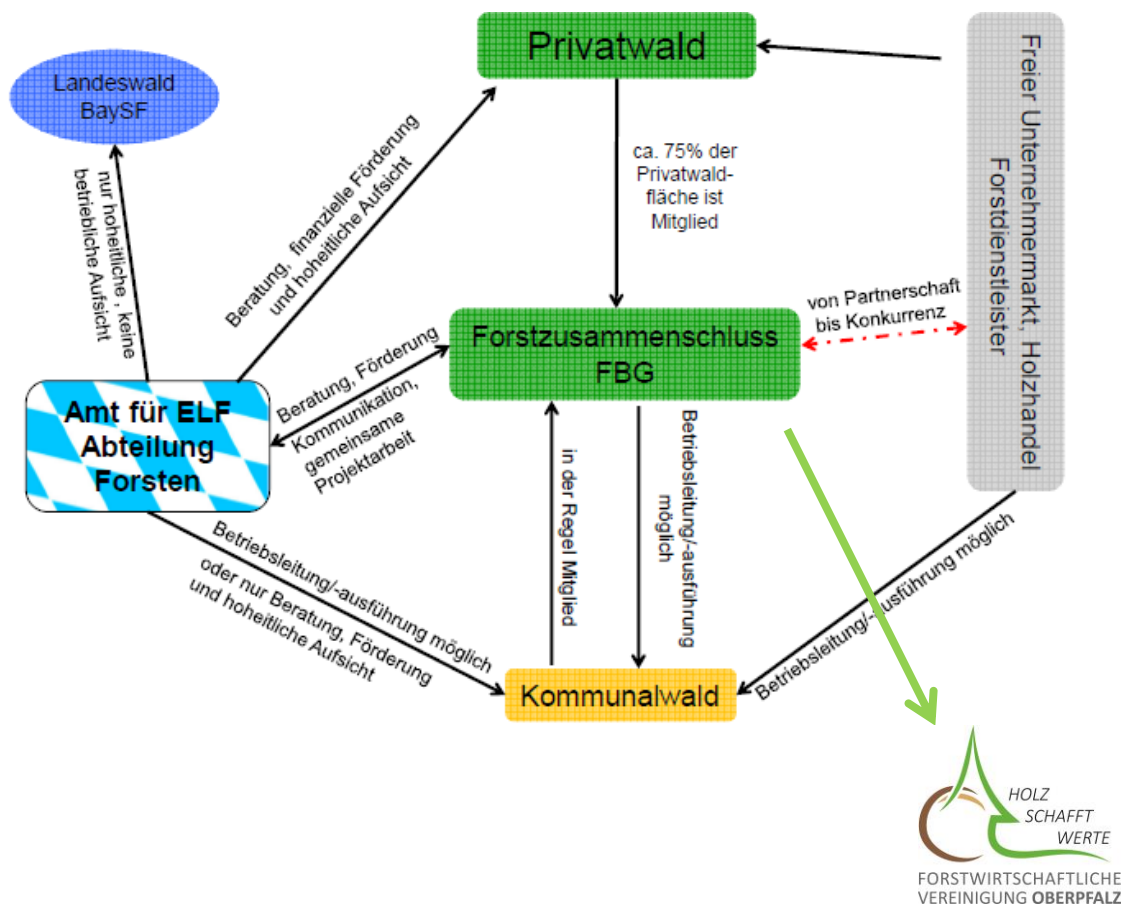 Privatwald
Landeswald
BaySF
Freier Unternehmermarkt, Holzhandel
Forstdienstleister
nur hoheitliche , keine
betriebliche Aufsicht
Beratung, finanzielle Förderung
und hoheitliche Aufsicht
ca. 75% der
Privatwald-
fläche ist
Mitglied
von Partnerschaft
bis Konkurrenz
Forstzusammenschluss
FBG
Amt für ELF
Abteilung
Forsten
Beratung, Förderung
Kommunikation,
gemeinsame
Projektarbeit
in der Regel Mitglied
Betriebsleitung/-ausführung
möglich
Betriebsleitung/-ausführung möglich
oder nur Beratung, Förderung
und hoheitliche Aufsicht
Betriebsleitung/-ausführung möglich
Kommunalwald
HOLZ
SCHAFFT
WERTE
FORSTWIRTSCHAFTLICHE
VEREINIGUNG OBERPFALZ